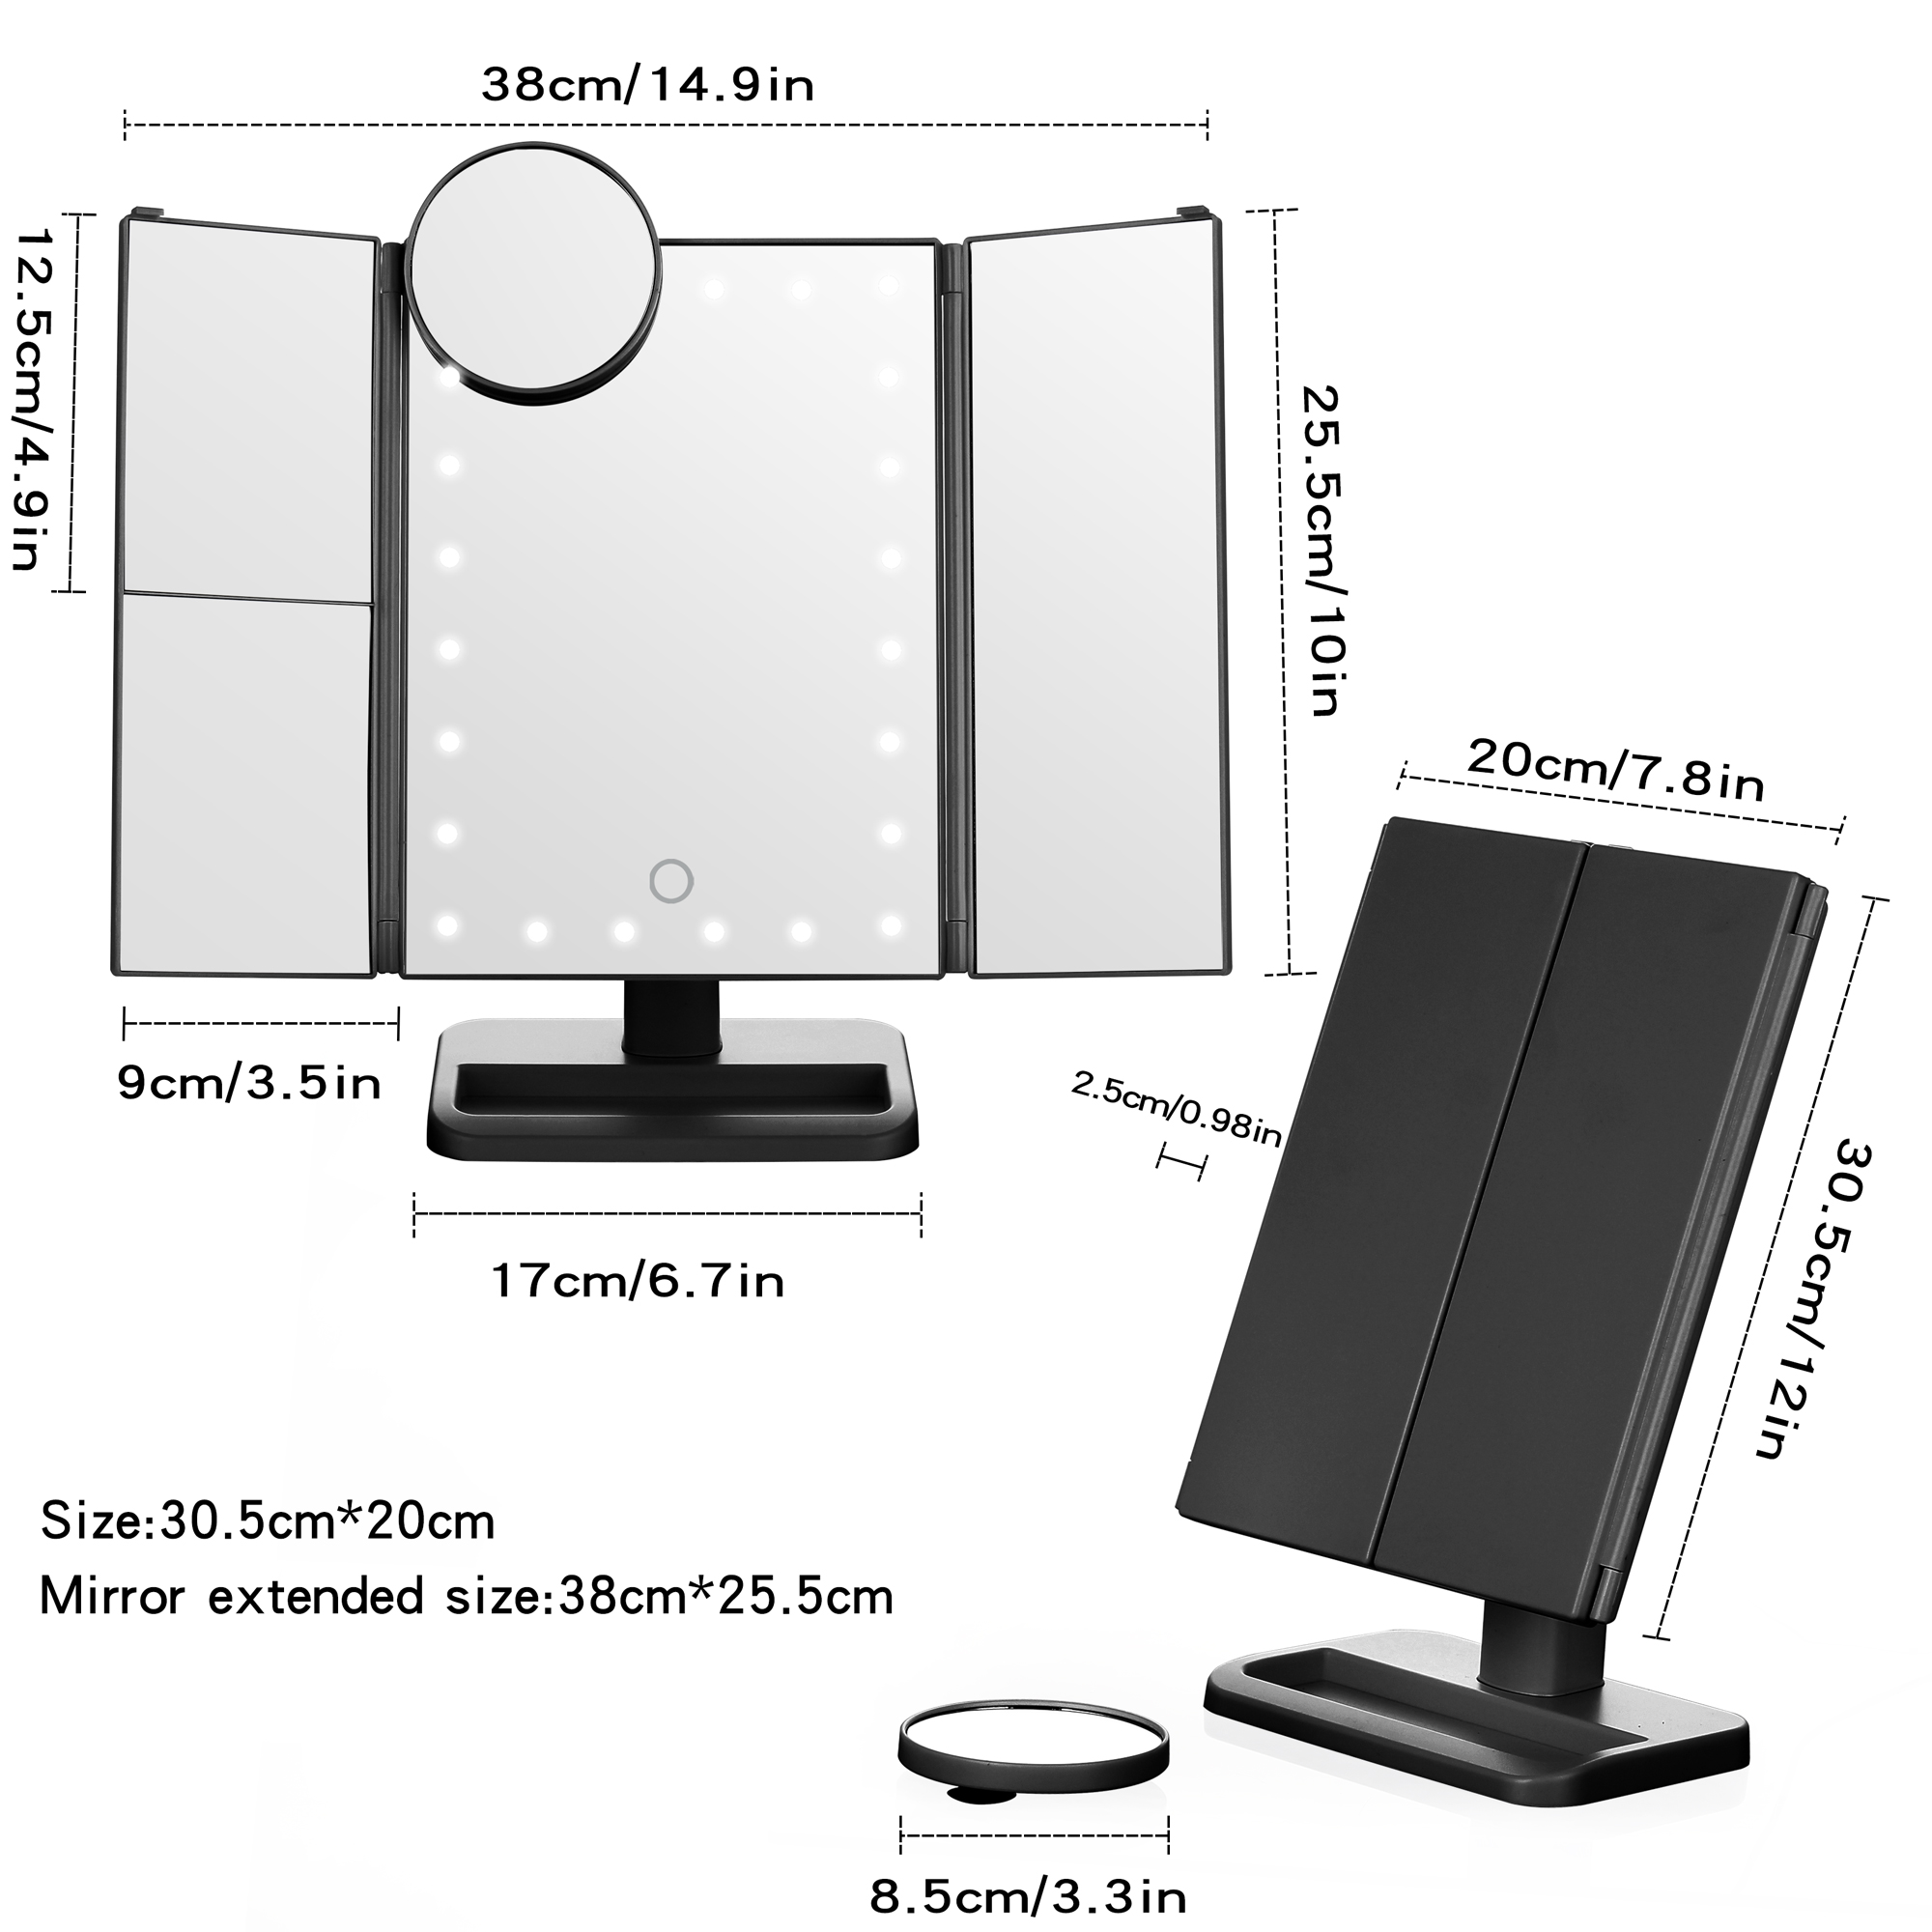 38cm/14.9in
12.5cm/4.9in
25.5cm/10in
20cm/7.8in
9cm/3.5in
2.5cm/0.98in
30.5cm/12in
17cm/6.7in
Size:30.5cm*20cm
Mirror extended size:38cm*25.5cm
8.5cm/3.3in